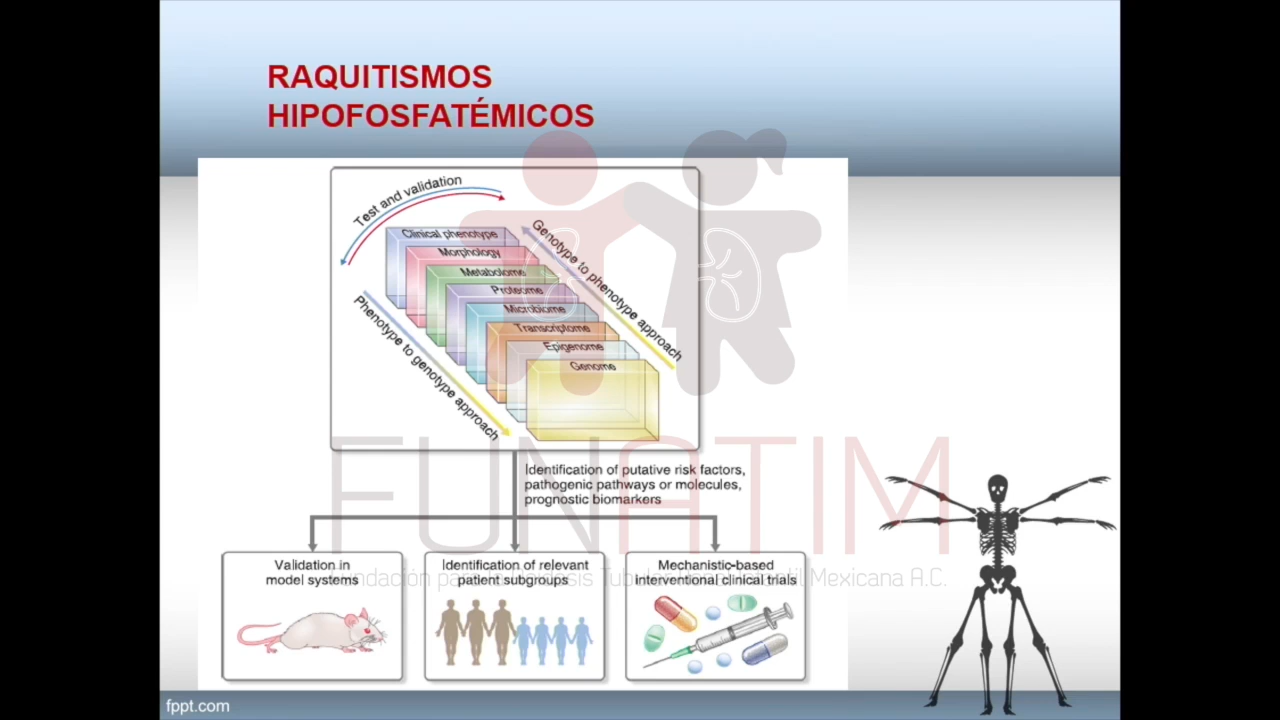 RAQUITISMOS
HIPOFOSFATÉMICOS
Test and validation
Genotype to phenotype approach
Clinical phenotype
Morphology
Metabolome
Proteome
Microbiome
Transcriptome
Epigenome
Genome
Phenotype to genotype approach
FUNATIM
Identification of putative risk factors,
pathogenic pathways or molecules,
prognostic biomarkers
Validation in
model systems
Identification of relevant
patient subgroups
Mechanistic-based
interventional clinical trials
Mexicana A.C.
fppt.com